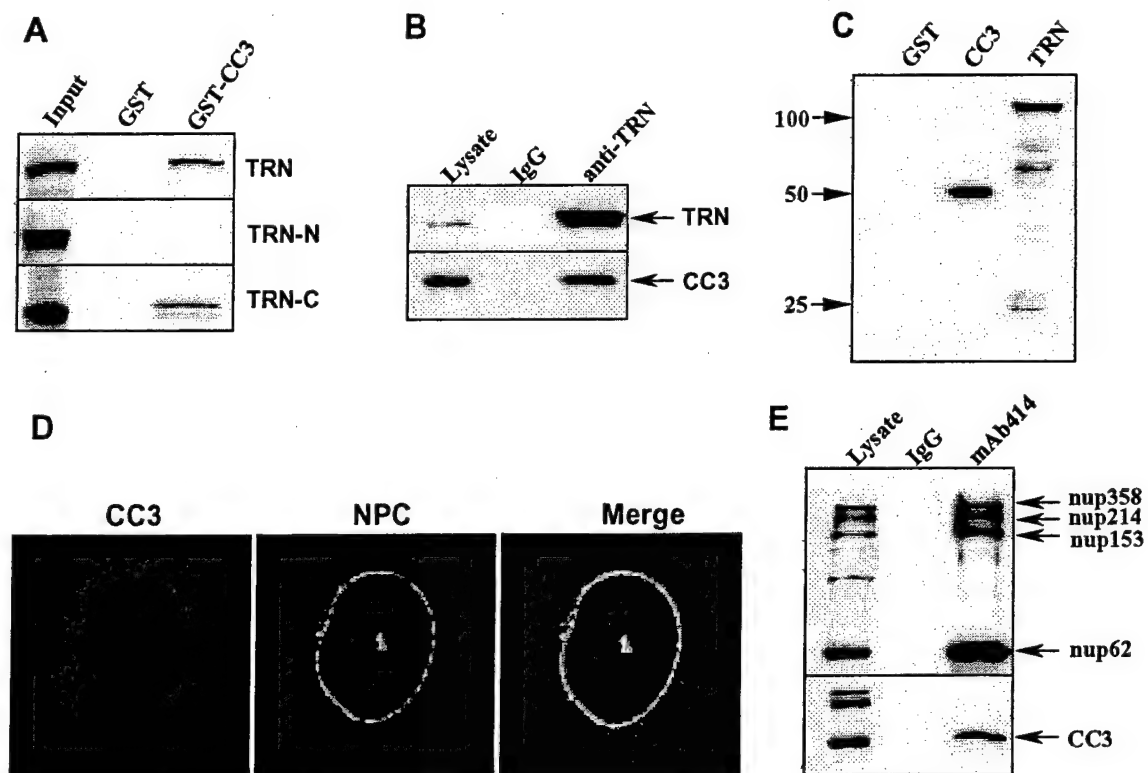 A
Input
GST
GST-CC3
TRN
TRN-N
TRN-C
B
Lysate
IgG
anti-TRN
TRN
CC3
C
GST
CC3
TRN
100
50
25
D
CC3
NPC
Merge
E
Lysate
IgG
mAb414
nup358
nup214
nup153
nup62
CC3